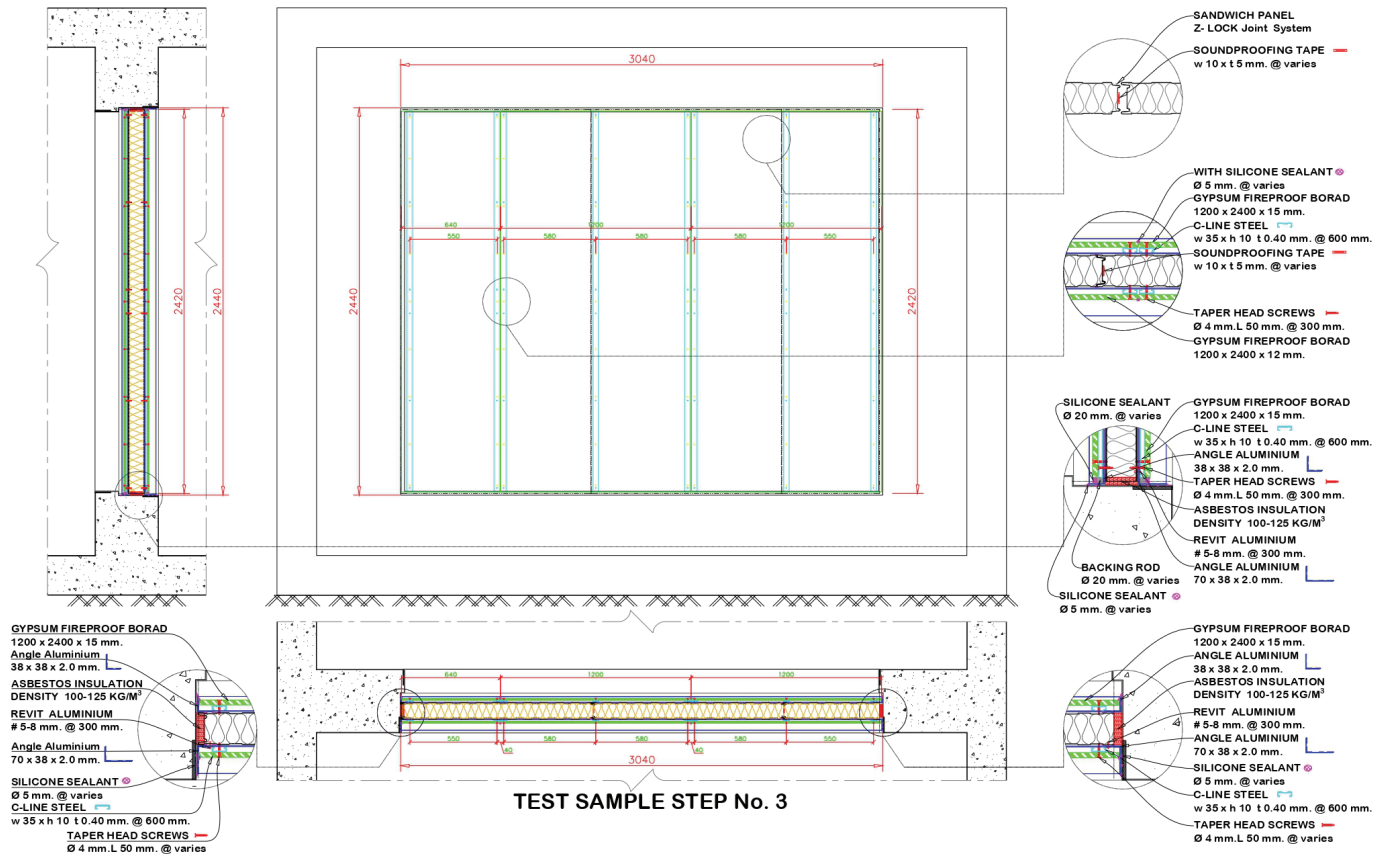 SANDWICH PANEL
Z- LOCK Joint System
SOUNDPROOFING TAPE
w 10 x t 5 mm. @ varies
3040
2440
2420
2420
2440
640
1200
1200
550
580
580
580
550
WITH SILICONE SEALANT
Ø 5 mm. @ varies
GYPSUM FIREPROOF BORAD
1200 x 2400 x 15 mm.
C-LINE STEEL
w 35 x h 10 t 0.40 mm. @ 600 mm.
SOUNDPROOFING TAPE
w 10 x t 5 mm. @ varies
TAPER HEAD SCREWS
Ø 4 mm.L 50 mm. @ 300 mm.
GYPSUM FIREPROOF BORAD
1200 x 2400 x 12 mm.
SILICONE SEALANT
Ø 20 mm. @ varies
GYPSUM FIREPROOF BORAD
1200 x 2400 x 15 mm.
C-LINE STEEL
w 35 x h 10 t 0.40 mm. @ 600 mm.
ANGLE ALUMINIUM
38 x 38 x 2.0 mm.
TAPER HEAD SCREWS
Ø 4 mm.L 50 mm. @ 300 mm.
ASBESTOS INSULATION
DENSITY 100-125 KG/M³
REVIT ALUMINIUM
# 5-8 mm. @ 300 mm.
ANGLE ALUMINIUM
70 x 38 x 2.0 mm.
BACKING ROD
Ø 20 mm. @ varies
SILICONE SEALANT
Ø 5 mm. @ varies
GYPSUM FIREPROOF BORAD
1200 x 2400 x 15 mm.
Angle Aluminium
38 x 38 x 2.0 mm.
ASBESTOS INSULATION
DENSITY 100-125 KG/M³
REVIT ALUMINIUM
# 5-8 mm. @ 300 mm.
Angle Aluminium
70 x 38 x 2.0 mm.
SILICONE SEALANT
Ø 5 mm. @ varies
C-LINE STEEL
w 35 x h 10 t 0.40 mm. @ 600 mm.
TAPER HEAD SCREWS
Ø 4 mm.L 50 mm. @ varies
640
1200
1200
550
40
580
580
580
40
550
3040
TEST SAMPLE STEP No. 3
GYPSUM FIREPROOF BORAD
1200 x 2400 x 15 mm.
ANGLE ALUMINIUM
38 x 38 x 2.0 mm.
ASBESTOS INSULATION
DENSITY 100-125 KG/M³
REVIT ALUMINIUM
# 5-8 mm. @ 300 mm.
ANGLE ALUMINIUM
70 x 38 x 2.0 mm.
SILICONE SEALANT
Ø 5 mm. @ varies
C-LINE STEEL
w 35 x h 10 t 0.40 mm. @ 600 mm.
TAPER HEAD SCREWS
Ø 4 mm.L 50 mm. @ varies